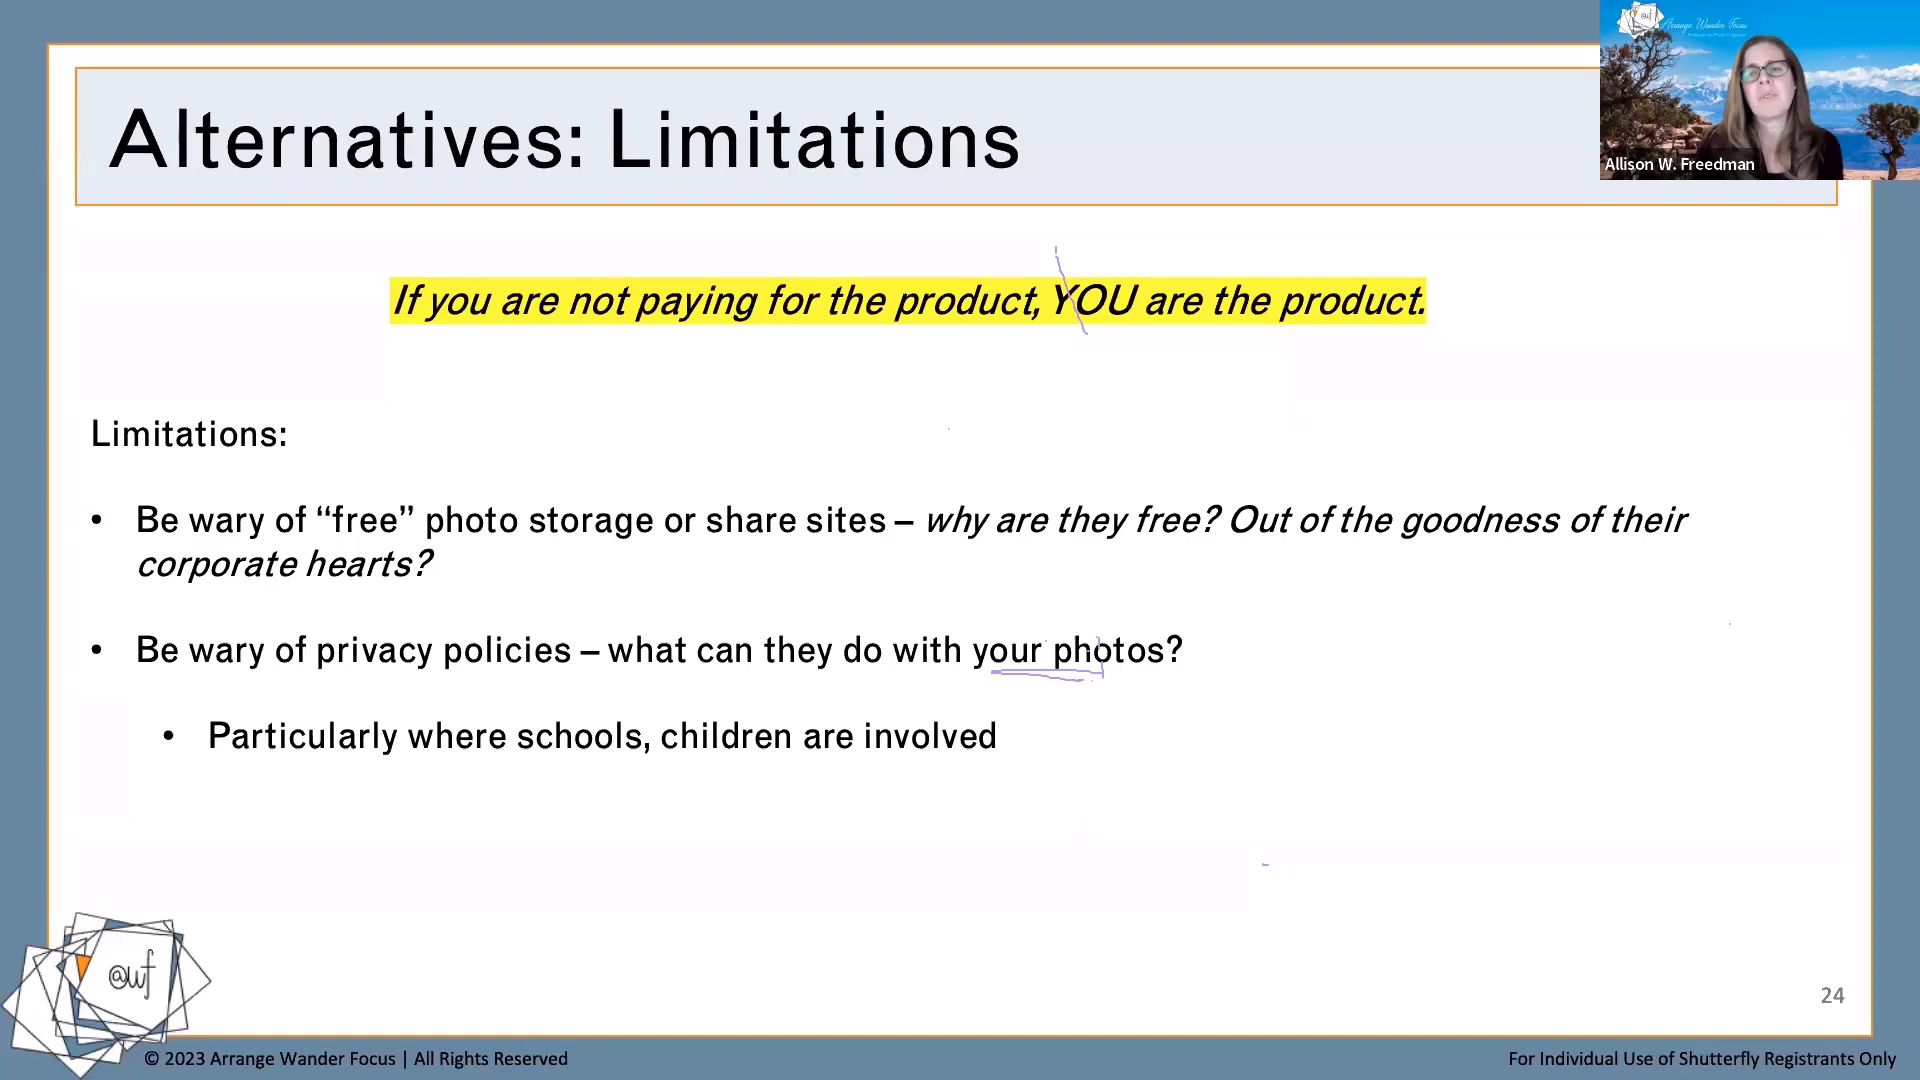 Arrange Wander Focus
Allison W. Freedman
Alternatives: Limitations
If you are not paying for the product, YOU are the product.
Limitations:
• Be wary of “free” photo storage or share sites – why are they free? Out of the goodness of their
corporate hearts?
• Be wary of privacy policies – what can they do with your photos?
• Particularly where schools, children are involved
@wf
24
© 2023 Arrange Wander Focus | All Rights Reserved
For Individual Use of Shutterfly Registrants Only